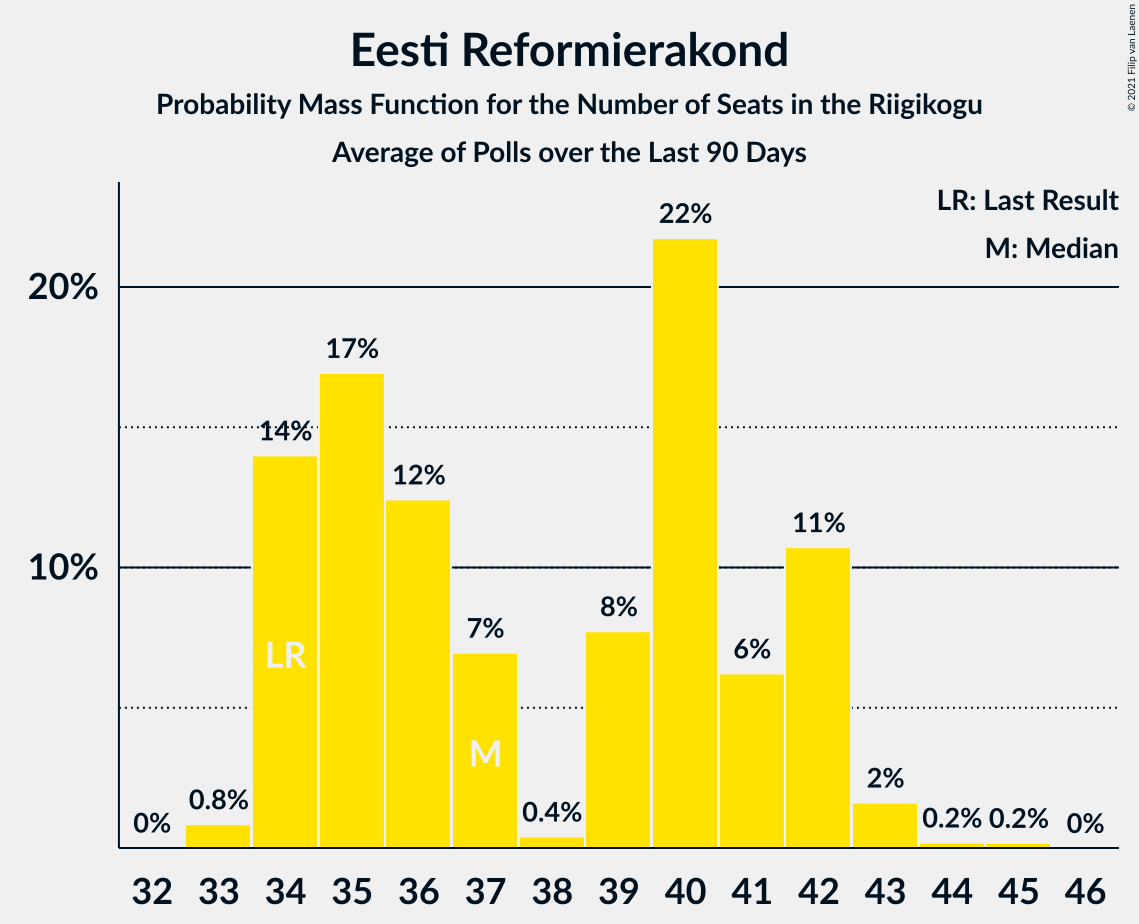 Eesti Reformierakond
Probability Mass Function for the Number of Seats in the Riigikogu
Average of Polls over the Last 90 Days
© 2021 Filip van Laenen
LR: Last Result
M: Median
20%
10%
0%
0.8%
14%
17%
12%
7%
0.4%
8%
22%
6%
11%
2%
0.2%
0.2%
0%
LR
M
32 33 34 35 36 37 38 39 40 41 42 43 44 45 46